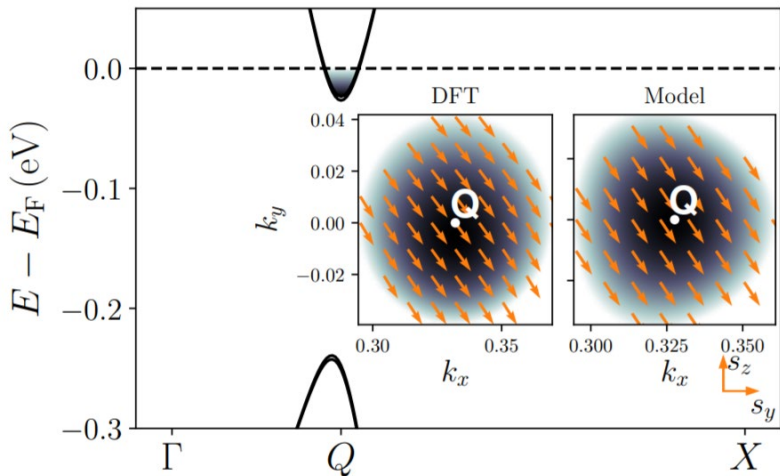 E − E_F (eV)
0.0
−0.1
−0.2
−0.3
Γ
Q
X
DFT
k_y
0.04
0.02
0.00
−0.02
Q
0.30
0.35
k_x
Model
Q
0.300
0.325
0.350
k_x
s_z
s_y